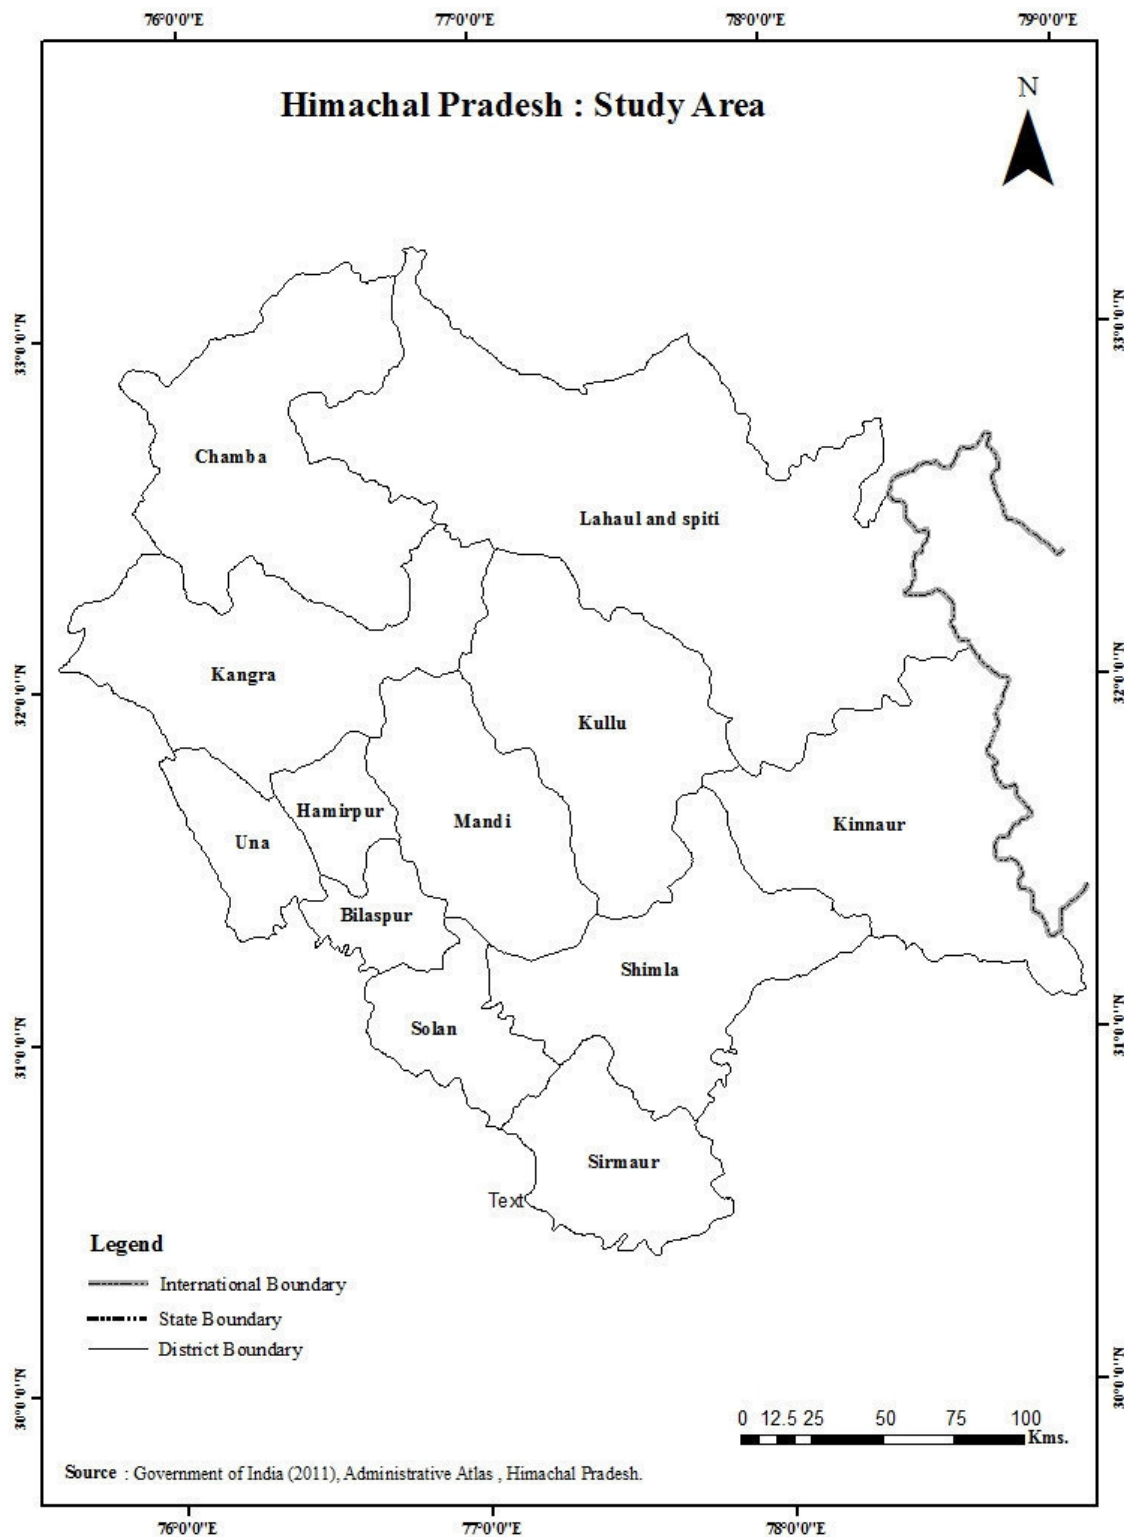 76°0'0"E 77°0'0"E 78°0'0"E 79°0'0"E
Himachal Pradesh : Study Area
N
33°0'0"N 33°0'0"N
Chamba
Lahaul and spiti
Kangra
32°0'0"N 32°0'0"N
Kullu
Hamirpur
Mandi
Kinnaur
Una
Bilaspur
Shimla
Solan
31°0'0"N 31°0'0"N
Sirmaur
Text
Legend
International Boundary
State Boundary
District Boundary
30°0'0"N 30°0'0"N
0 12.5 25 50 75 100
Kms.
Source : Government of India (2011), Administrative Atlas , Himachal Pradesh.
76°0'0"E 77°0'0"E 78°0'0"E